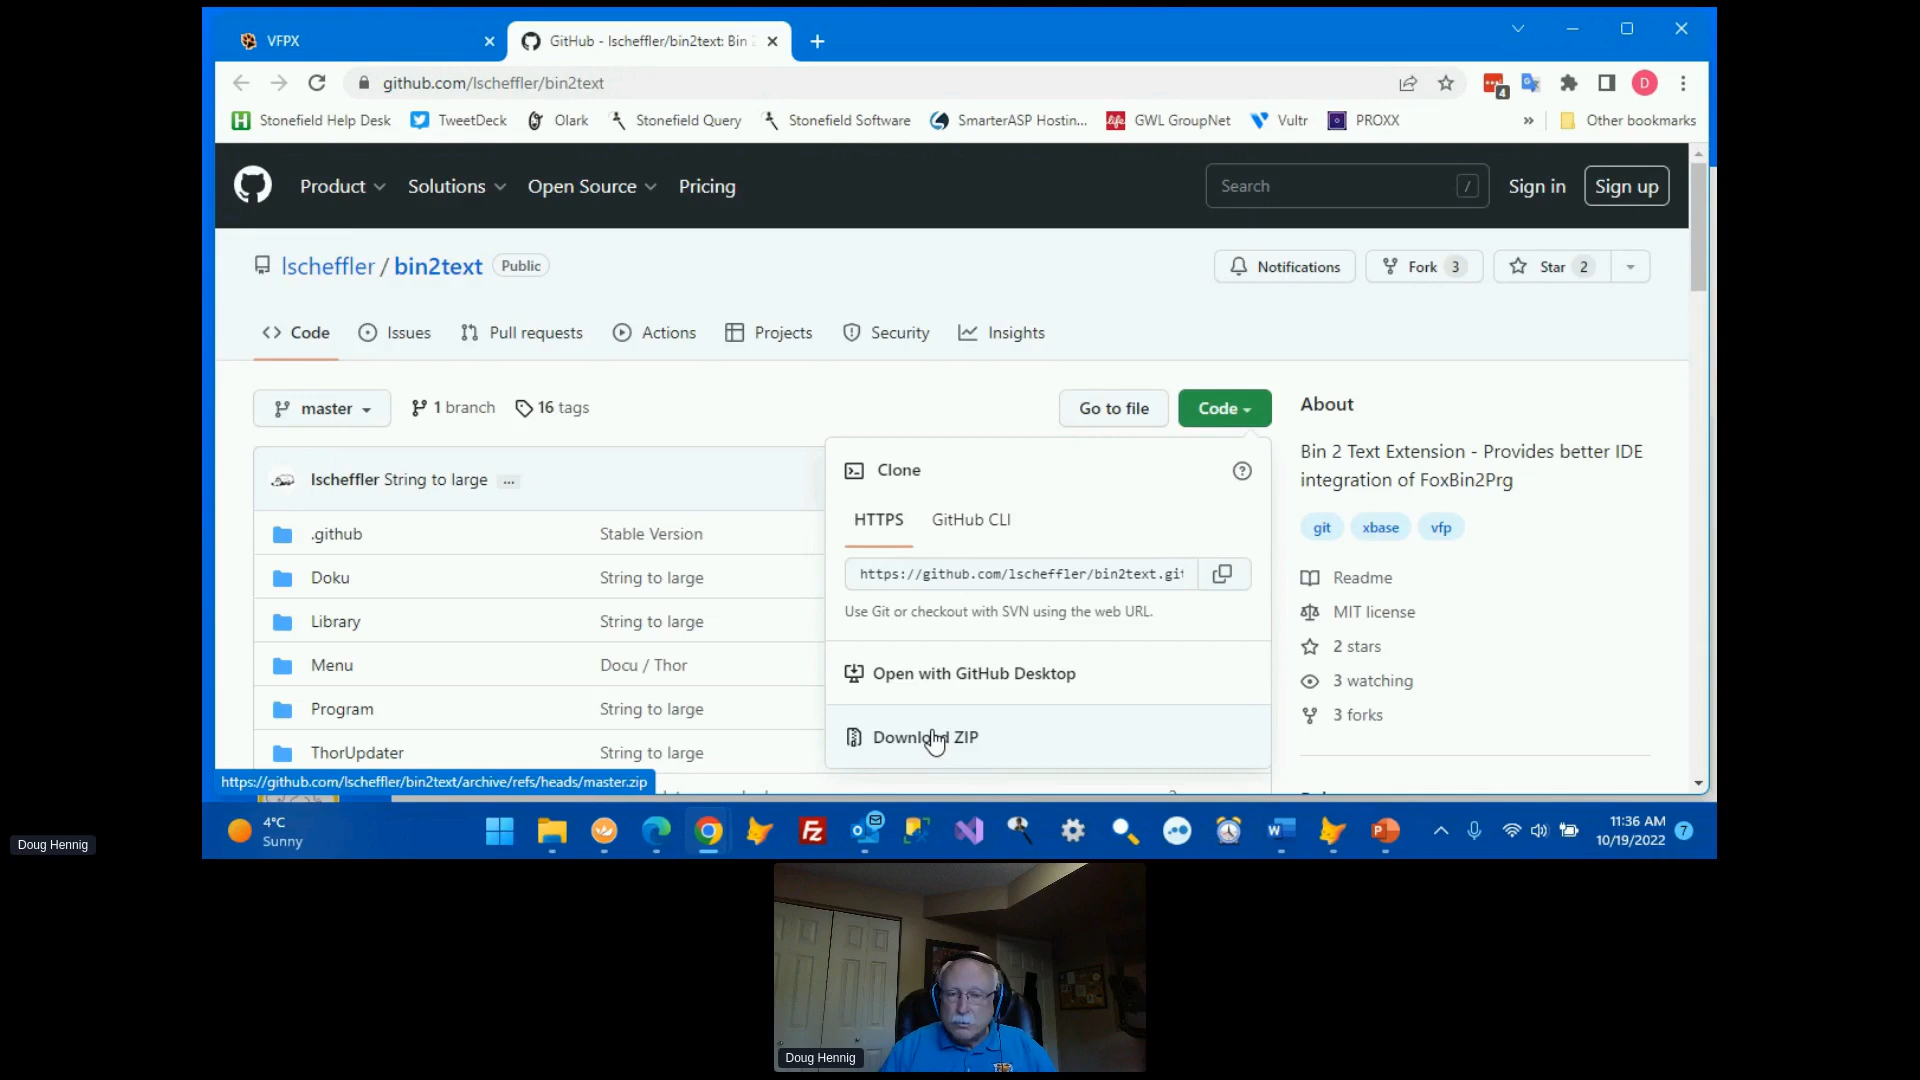 VFPX
GitHub - lscheffler/bin2text: Bin 2
github.com/lscheffler/bin2text
4
D
Stonefield Help Desk
TweetDeck
Olark
Stonefield Query
Stonefield Software
SmarterASP Hostin...
life
GWL GroupNet
Vultr
PROXX
»
Other bookmarks
Product
Solutions
Open Source
Pricing
Search
/
Sign in
Sign up
lscheffler / bin2text
Public
Notifications
Fork 3
Star 2
Code
Issues
Pull requests
Actions
Projects
Security
Insights
master
1 branch
16 tags
Go to file
Code
About
Bin 2 Text Extension - Provides better IDE
integration of FoxBin2Prg
git
xbase
vfp
Readme
MIT license
2 stars
3 watching
3 forks
lscheffler String to large ...
.github
Stable Version
Doku
String to large
Library
String to large
Menu
Docu / Thor
Program
String to large
ThorUpdater
String to large
Clone
HTTPS
GitHub CLI
https://github.com/lscheffler/bin2text.git
Use Git or checkout with SVN using the web URL.
Open with GitHub Desktop
Download ZIP
https://github.com/lscheffler/bin2text/archive/refs/heads/master.zip
4°C
Sunny
11:36 AM
10/19/2022
7
Doug Hennig
Doug Hennig